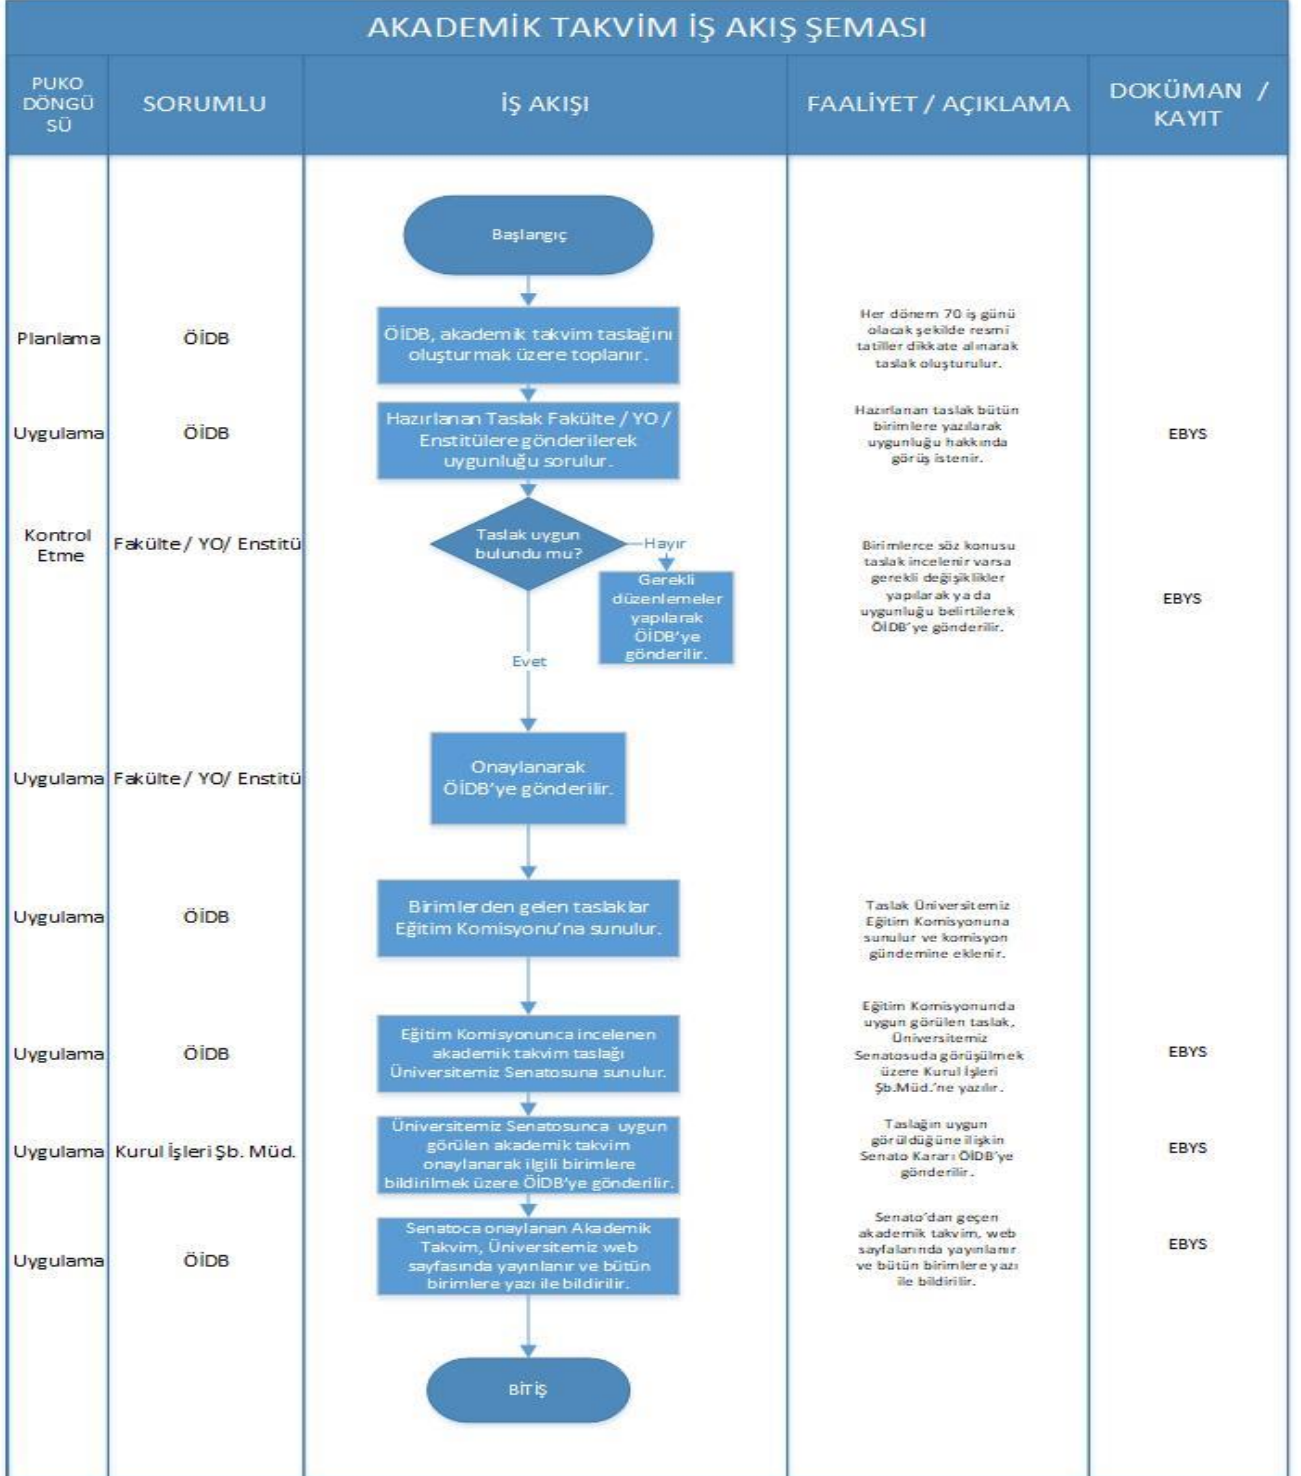 AKADEMİK TAKVİM İŞ AKIŞ ŞEMASI
PUKO
DÖNGÜ
SÜ
SORUMLU
İŞ AKIŞI
FAALİYET / AÇIKLAMA
DOKÜMAN /
KAYIT
Başlangıç
Planlama
ÖİDB
ÖİDB, akademik takvim taslağını
oluşturmak üzere toplanır.
Her dönem 70 iş günü
olacak şekilde resmi
tatiller dikkate alınarak
taslak oluşturulur.
Uygulama
ÖİDB
Hazırlanan Taslak Fakülte / YO /
Enstitülere gönderilerek
uygunluğu sorulur.
Hazırlanan taslak bütün
birimlere yazılarak
uygunluğu hakkında
görüş istenir.
EBYS
Kontrol
Etme
Fakülte / YO/ Enstitü
Taslak uygun
bulundu mu?
Hayır
Gerekli
düzenlemeler
yapılarak
ÖİDB’ye
gönderilir.
Evet
Birimlerce söz konusu
taslak incelenir varsa
gerekli değişiklikler
yapılarak ya da
uygunluğu belirtilerek
ÖİDB’ye gönderilir.
EBYS
Uygulama
Fakülte / YO/ Enstitü
Onaylanarak
ÖİDB’ye gönderilir.
Uygulama
ÖİDB
Birimlerden gelen taslaklar
Eğitim Komisyonu’na sunulur.
Taslak Üniversitemiz
Eğitim Komisyonuna
sunulur ve komisyon
gündemine eklenir.
Uygulama
ÖİDB
Eğitim Komisyonunca incelenen
akademik takvim taslağı
Üniversitemiz Senatosuna sunulur.
Eğitim Komisyonunda
uygun görülen taslak,
Üniversitemiz
Senatosuda görüşülmek
üzere Kurul İşleri
Şb.Müd.’ne yazılır.
EBYS
Uygulama
Kurul İşleri Şb. Müd.
Üniversitemiz Senatosunca uygun
görülen akademik takvim
onaylanarak ilgili birimlere
bildirilmek üzere ÖİDB’ye gönderilir.
Taslağın uygun
görüldüğüne ilişkin
Senato Kararı ÖİDB’ye
gönderilir.
EBYS
Uygulama
ÖİDB
Senatoca onaylanan Akademik
Takvim, Üniversitemiz web
sayfasında yayınlanır ve bütün
birimlere yazı ile bildirilir.
Senato’dan geçen
akademik takvim, web
sayfalarında yayınlanır
ve bütün birimlere yazı
ile bildirilir.
EBYS
BİTİŞ